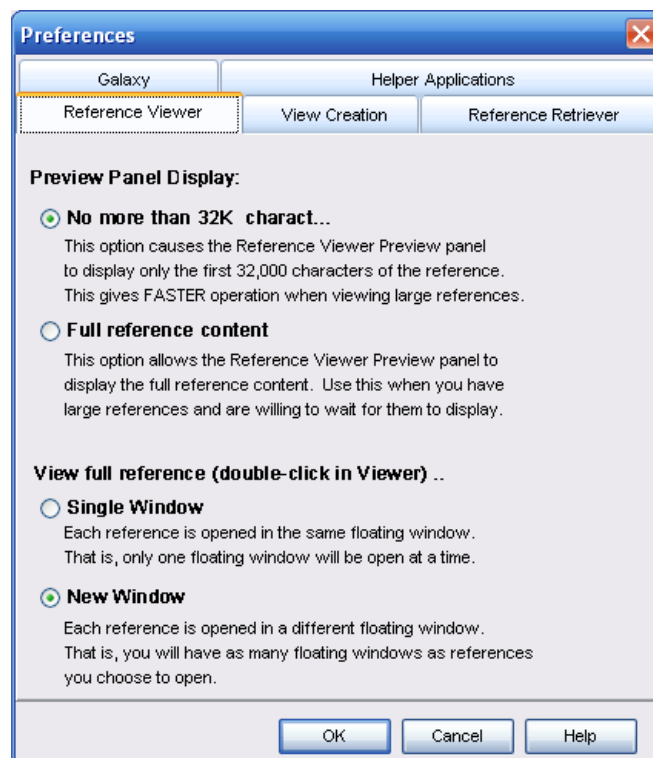 Preferences
Galaxy
Helper Applications
Reference Viewer
View Creation
Reference Retriever
Preview Panel Display:
No more than 32K charact...
This option causes the Reference Viewer Preview panel
to display only the first 32,000 characters of the reference.
This gives FASTER operation when viewing large references.
Full reference content
This option allows the Reference Viewer Preview panel to
display the full reference content. Use this when you have
large references and are willing to wait for them to display.
View full reference (double-click in Viewer) ..
Single Window
Each reference is opened in the same floating window.
That is, only one floating window will be open at a time.
New Window
Each reference is opened in a different floating window.
That is, you will have as many floating windows as references
you choose to open.
OK
Cancel
Help